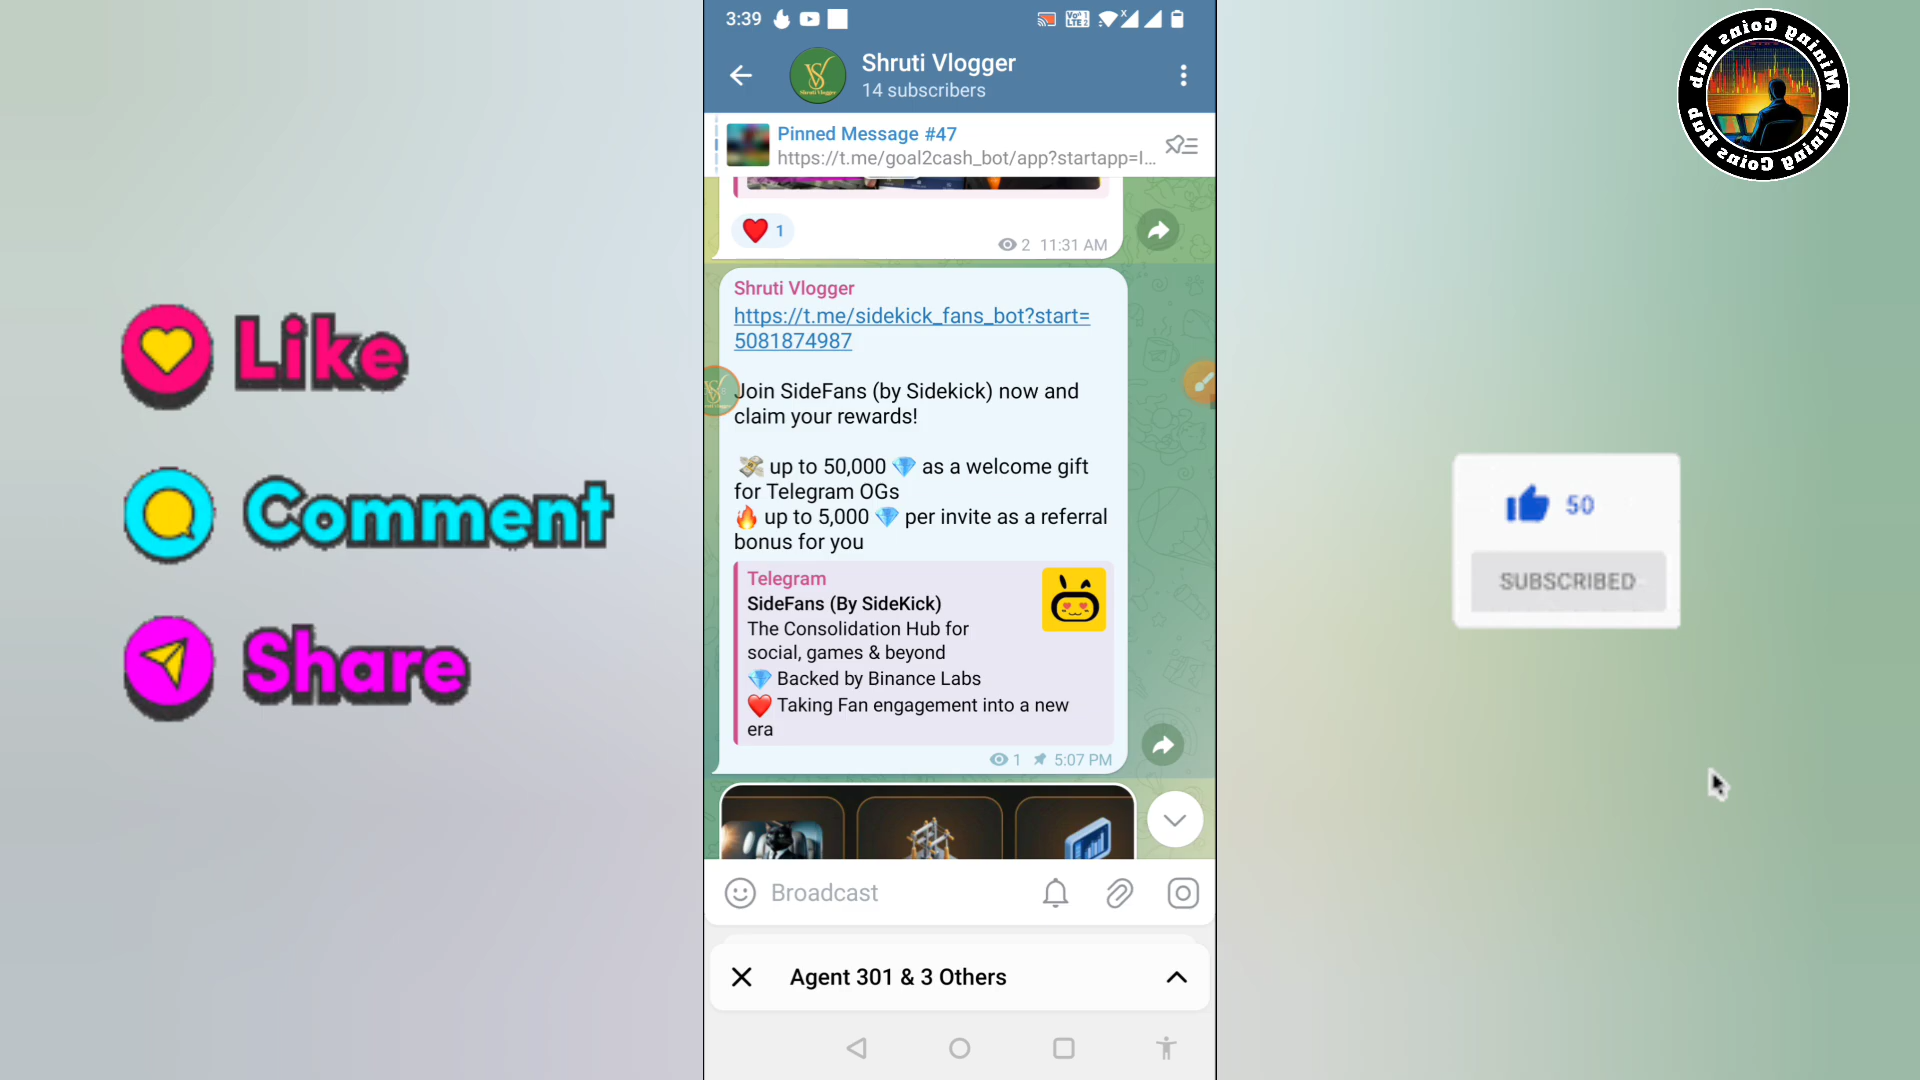 3:39
Shruti Vlogger
14 subscribers
Pinned Message #47
https://t.me/goal2cash_bot/app?startapp=l...
1
2 11:31 AM
Shruti Vlogger
https://t.me/sidekick_fans_bot?start=
5081874987
Join SideFans (by Sidekick) now and
claim your rewards!
💸 up to 50,000 💎 as a welcome gift
for Telegram OGs
🔥 up to 5,000 💎 per invite as a referral
bonus for you
Telegram
SideFans (By SideKick)
The Consolidation Hub for
social, games & beyond
💎 Backed by Binance Labs
❤️ Taking Fan engagement into a new
era
1 5:07 PM
Broadcast
Agent 301 & 3 Others
Like
Comment
Share
50
SUBSCRIBED
Mining Coins Hub
Mining Coins Hub